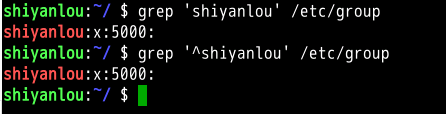 shiyanlou:~/ $ grep 'shiyanlou' /etc/group
shiyanlou:x:5000:
shiyanlou:~/ $ grep '^shiyanlou' /etc/group
shiyanlou:x:5000:
shiyanlou:~/ $